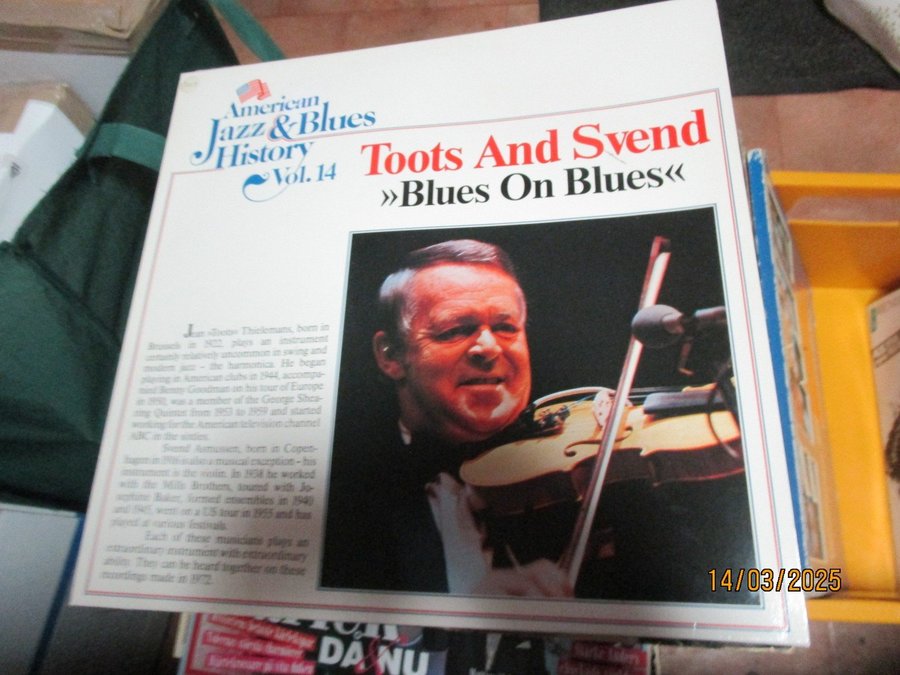 American
Jazz & Blues
History
Vol. 14
Toots And Svend
»Blues On Blues«
Jean »Toots« Thielemans, born in
Brussels in 1922, plays an instrument
certainly relatively uncommon in swing and
modern jazz – the harmonica. He began
playing in American clubs in 1944, accompa-
nied Benny Goodman on his tour of Europe
in 1950, was a member of the George Shea-
ring Quintet from 1953 to 1959 and started
working for the American television channel
ABC in the sixties.
Svend Asmussen, born in Copen-
hagen in 1916 is also a musical exception – his
instrument is the violin. In 1938 he worked
with the Mills Brothers, toured with Jo-
sephine Baker, formed ensembles in 1940
and 1943, went on a US tour in 1955 and has
played at various festivals.
Each of these musicians plays an
extraordinary instrument with extraordinary
ability. They can be heard together on these
recordings made in 1972.
14/03/2025
DÅ & NU